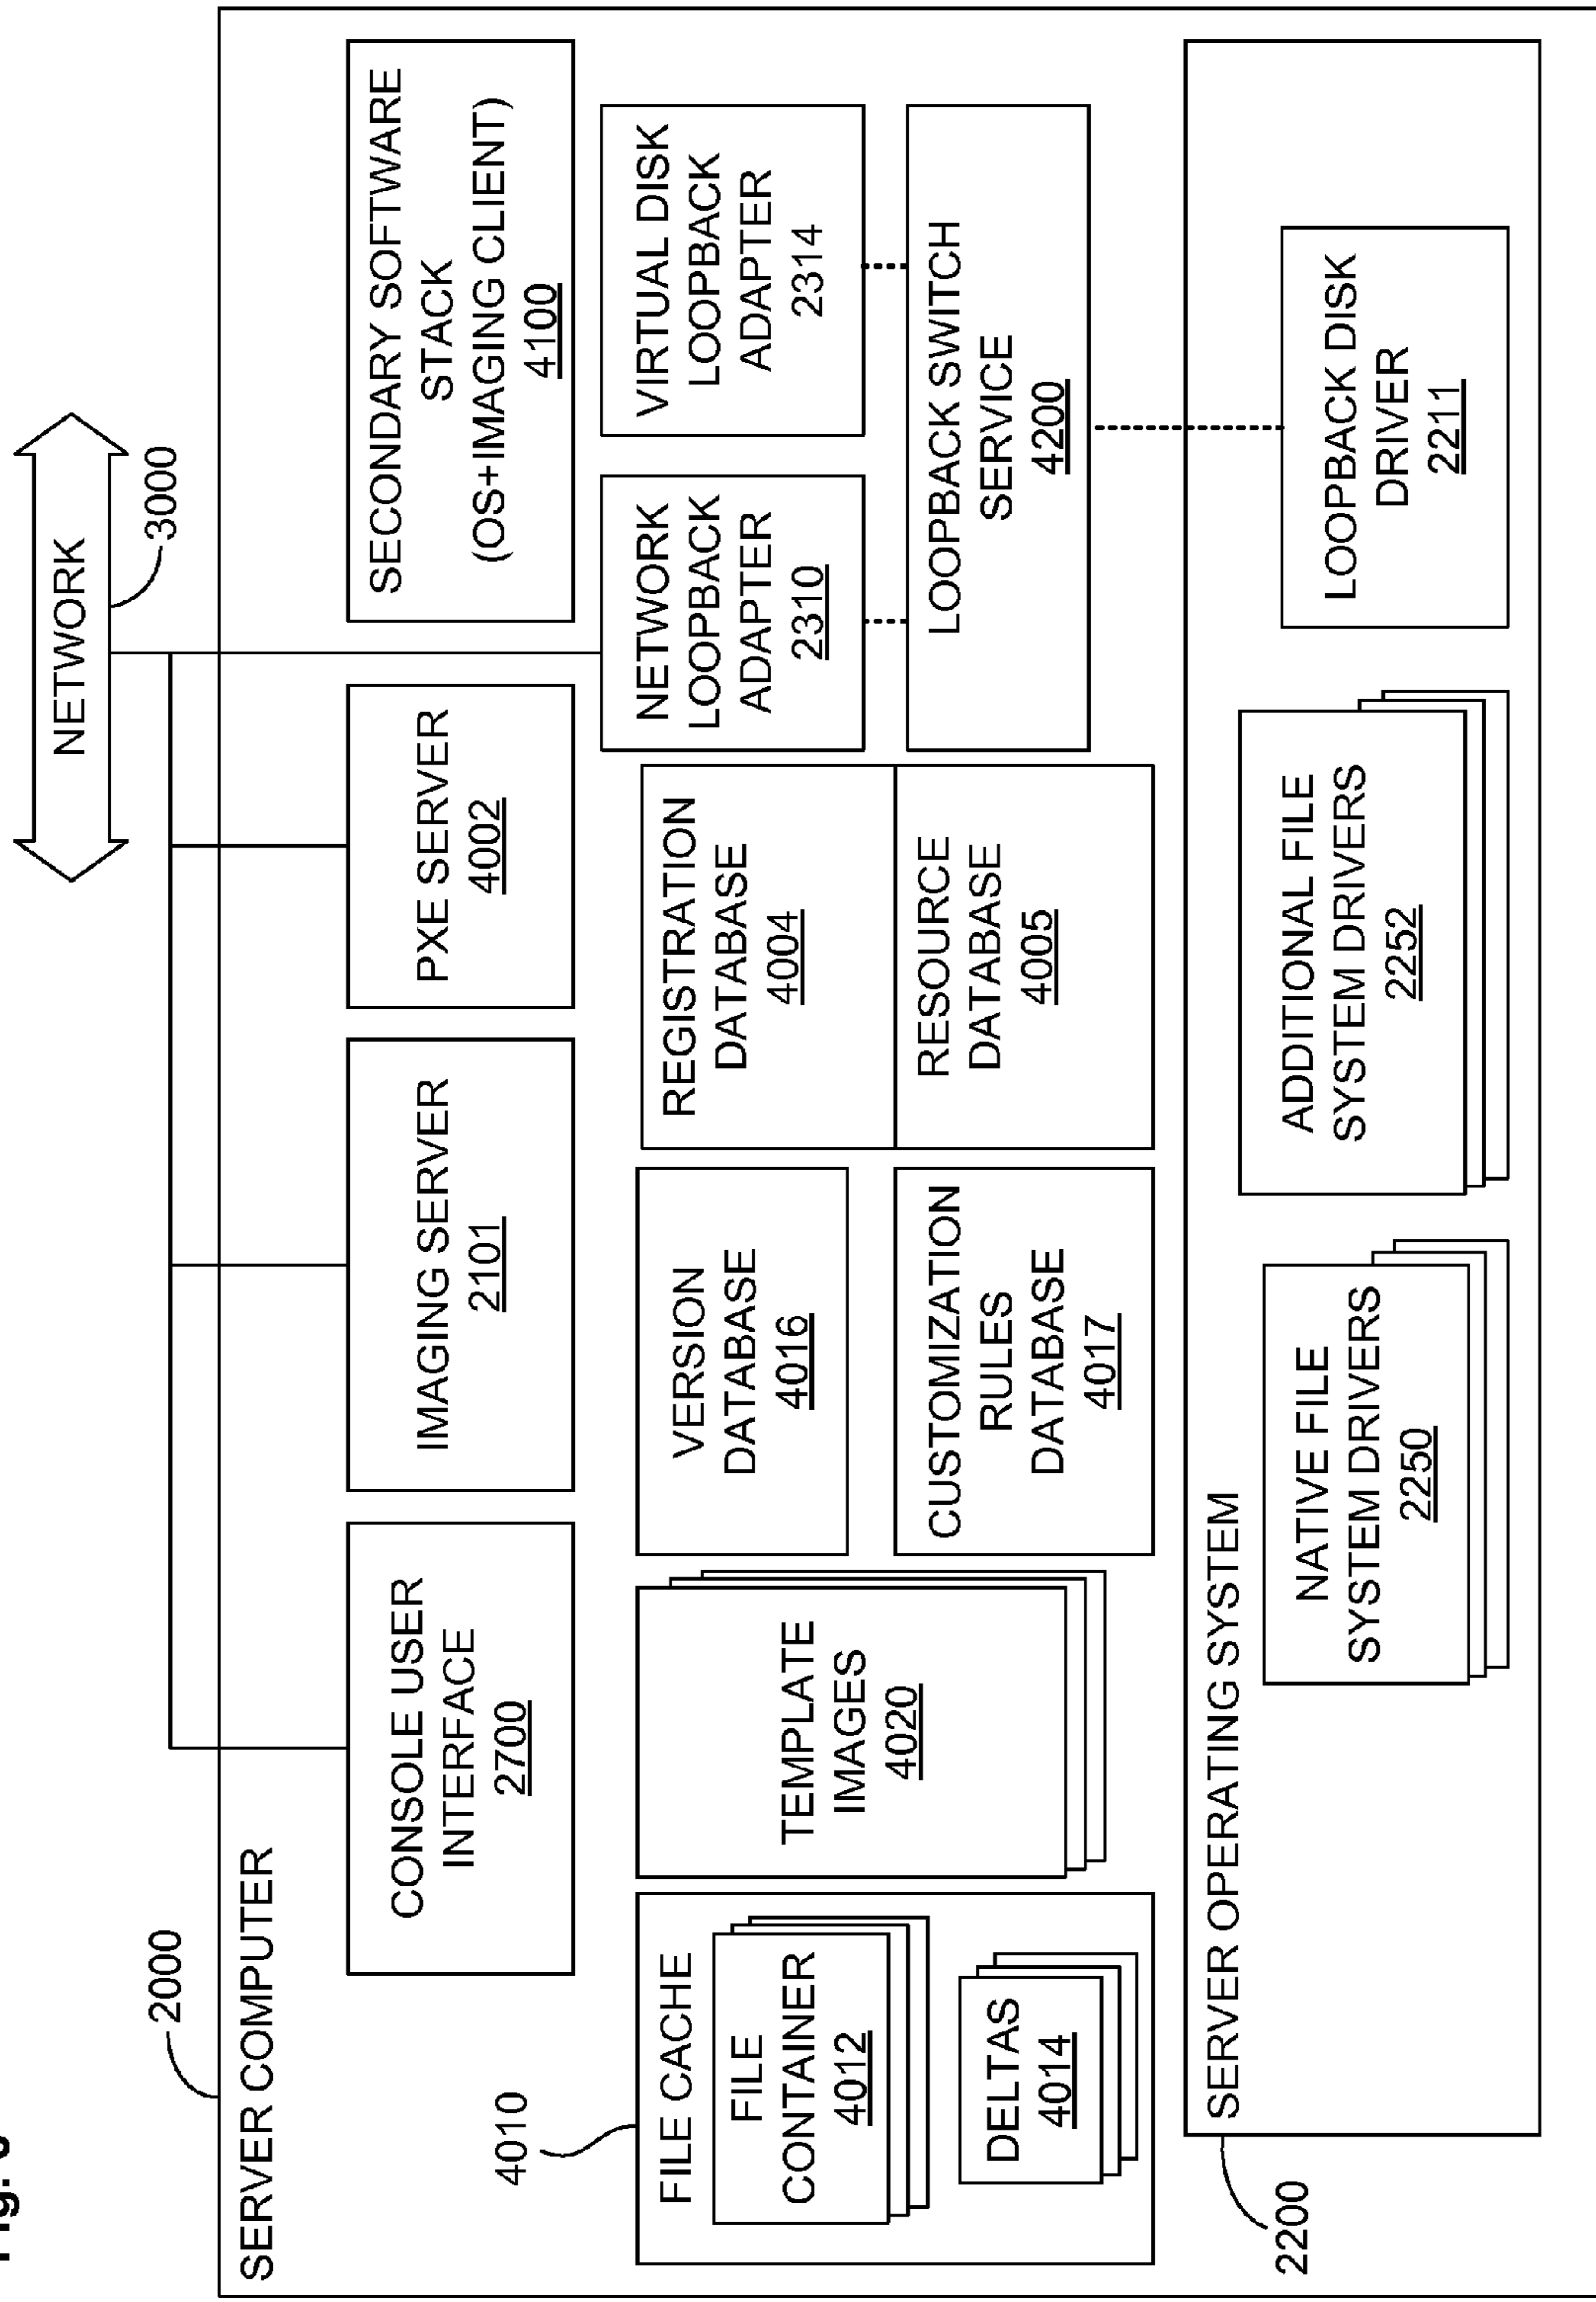 Fig.
NETWORK
3000
2000
SERVER COMPUTER
CONSOLE USER
INTERFACE
2700
IMAGING SERVER
2101
PXE SERVER
4002
SECONDARY SOFTWARE
STACK
(OS+IMAGING CLIENT)
4100
4010
FILE CACHE
FILE
CONTAINER
4012
DELTAS
4014
TEMPLATE
IMAGES
4020
VERSION
DATABASE
4016
CUSTOMIZATION
RULES
DATABASE
4017
REGISTRATION
DATABASE
4004
RESOURCE
DATABASE
4005
NETWORK
LOOPBACK
ADAPTER
2310
VIRTUAL DISK
LOOPBACK
ADAPTER
2314
LOOPBACK SWITCH
SERVICE
4200
2200
SERVER OPERATING SYSTEM
NATIVE FILE
SYSTEM DRIVERS
2250
ADDITIONAL FILE
SYSTEM DRIVERS
2252
LOOPBACK DISK
DRIVER
2211